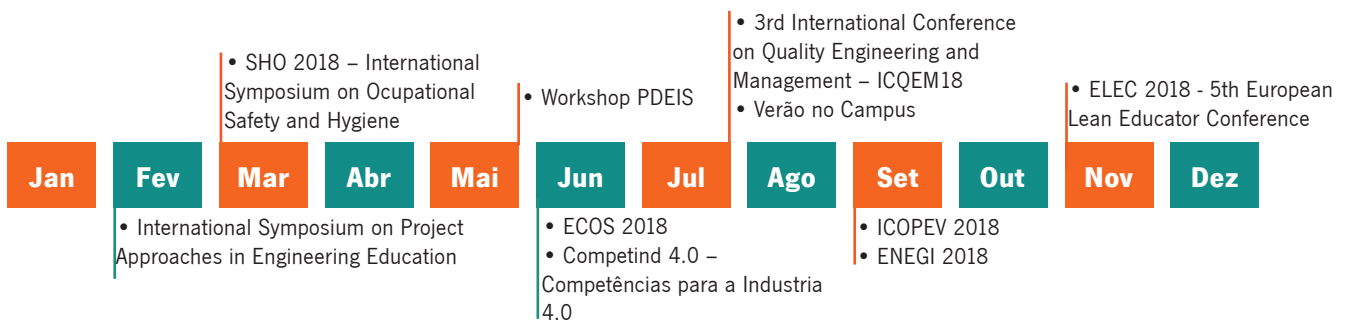 • 3rd International Conference
on Quality Engineering and
Management – ICQEM18
• Verão no Campus
• SHO 2018 – International
Symposium on Ocupational
Safety and Hygiene
• Workshop PDEIS
• ELEC 2018 - 5th European
Lean Educator Conference
Jan
Fev
Mar
Abr
Mai
Jun
Jul
Ago
Set
Out
Nov
Dez
• International Symposium on Project
Approaches in Engineering Education
• ECOS 2018
• Competind 4.0 –
Competências para a Industria
4.0
• ICOPEV 2018
• ENEGI 2018